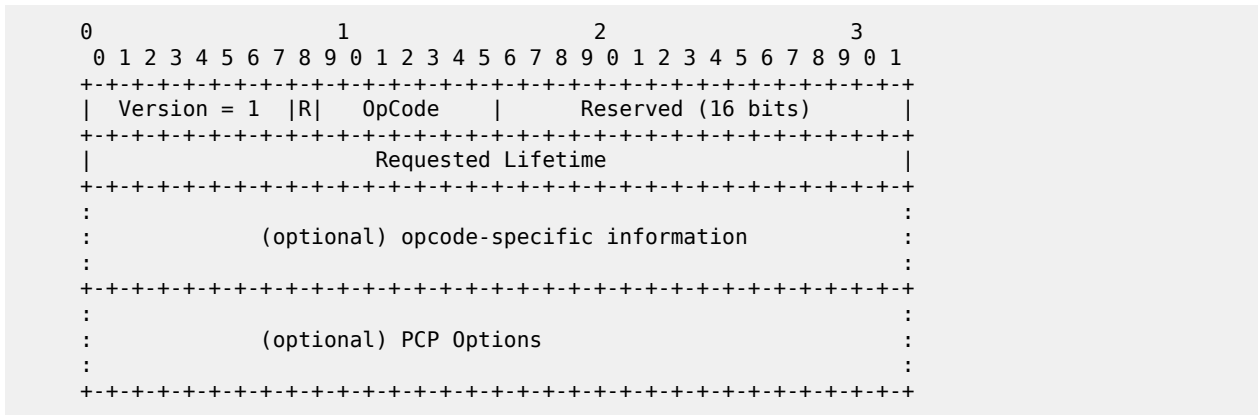 0                   1                   2                   3
 0 1 2 3 4 5 6 7 8 9 0 1 2 3 4 5 6 7 8 9 0 1 2 3 4 5 6 7 8 9 0 1
+-+-+-+-+-+-+-+-+-+-+-+-+-+-+-+-+-+-+-+-+-+-+-+-+-+-+-+-+-+-+-+-+
|  Version = 1  |R|   OpCode    |      Reserved (16 bits)       |
+-+-+-+-+-+-+-+-+-+-+-+-+-+-+-+-+-+-+-+-+-+-+-+-+-+-+-+-+-+-+-+-+
|                      Requested Lifetime                       |
+-+-+-+-+-+-+-+-+-+-+-+-+-+-+-+-+-+-+-+-+-+-+-+-+-+-+-+-+-+-+-+-+
:                                                               :
:             (optional) opcode-specific information            :
:                                                               :
+-+-+-+-+-+-+-+-+-+-+-+-+-+-+-+-+-+-+-+-+-+-+-+-+-+-+-+-+-+-+-+-+
:                                                               :
:             (optional) PCP Options                            :
:                                                               :
+-+-+-+-+-+-+-+-+-+-+-+-+-+-+-+-+-+-+-+-+-+-+-+-+-+-+-+-+-+-+-+-+